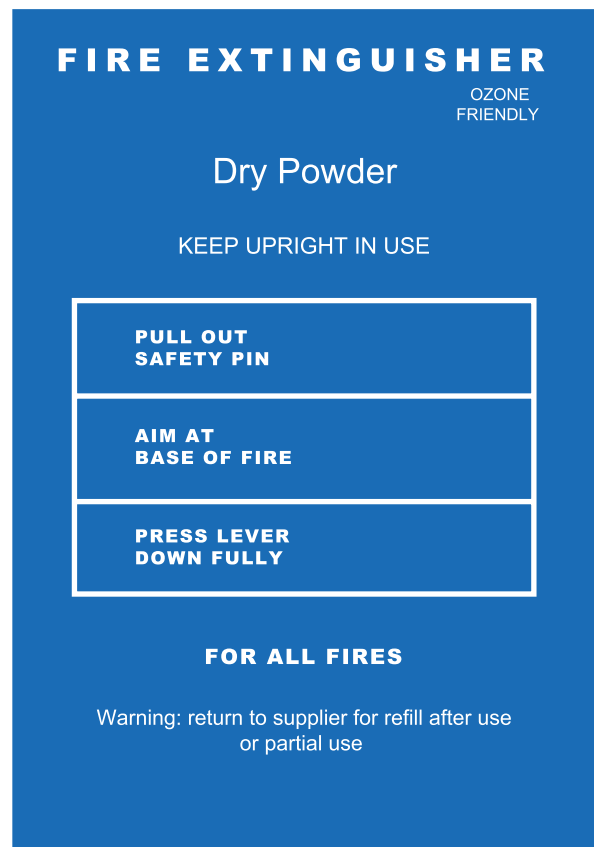 FIRE EXTINGUISHER
OZONE
FRIENDLY
Dry Powder
KEEP UPRIGHT IN USE
PULL OUT
SAFETY PIN
AIM AT
BASE OF FIRE
PRESS LEVER
DOWN FULLY
FOR ALL FIRES
Warning: return to supplier for refill after use
or partial use